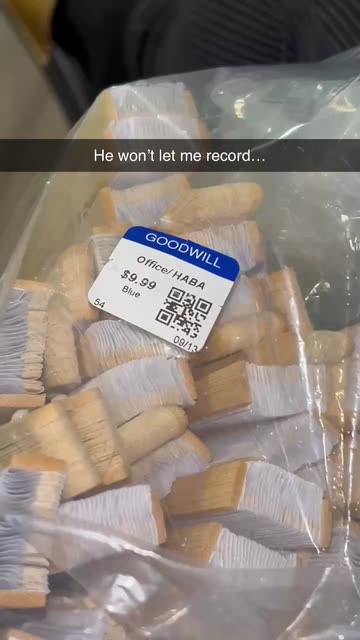 He won't let me record...
GOODWILL
Office/HABA
$9.99
Blue
54
09/13